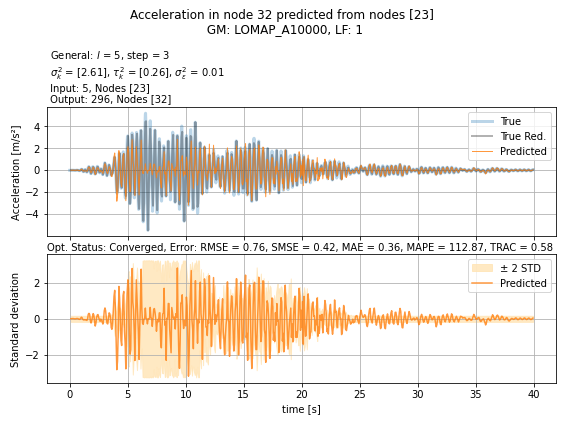 Acceleration in node 32 predicted from nodes [23]
GM: LOMAP_A10000, LF: 1
General: l = 5, step = 3
σ²ₖ = [2.61], τ²ₖ = [0.26], σ²ε = 0.01
Input: 5, Nodes [23]
Output: 296, Nodes [32]
Acceleration [m/s²]
4
2
0
−2
−4
True
True Red.
Predicted
Opt. Status: Converged, Error: RMSE = 0.76, SMSE = 0.42, MAE = 0.36, MAPE = 112.87, TRAC = 0.58
Standard deviation
2
0
−2
± 2 STD
Predicted
0 5 10 15 20 25 30 35 40
time [s]